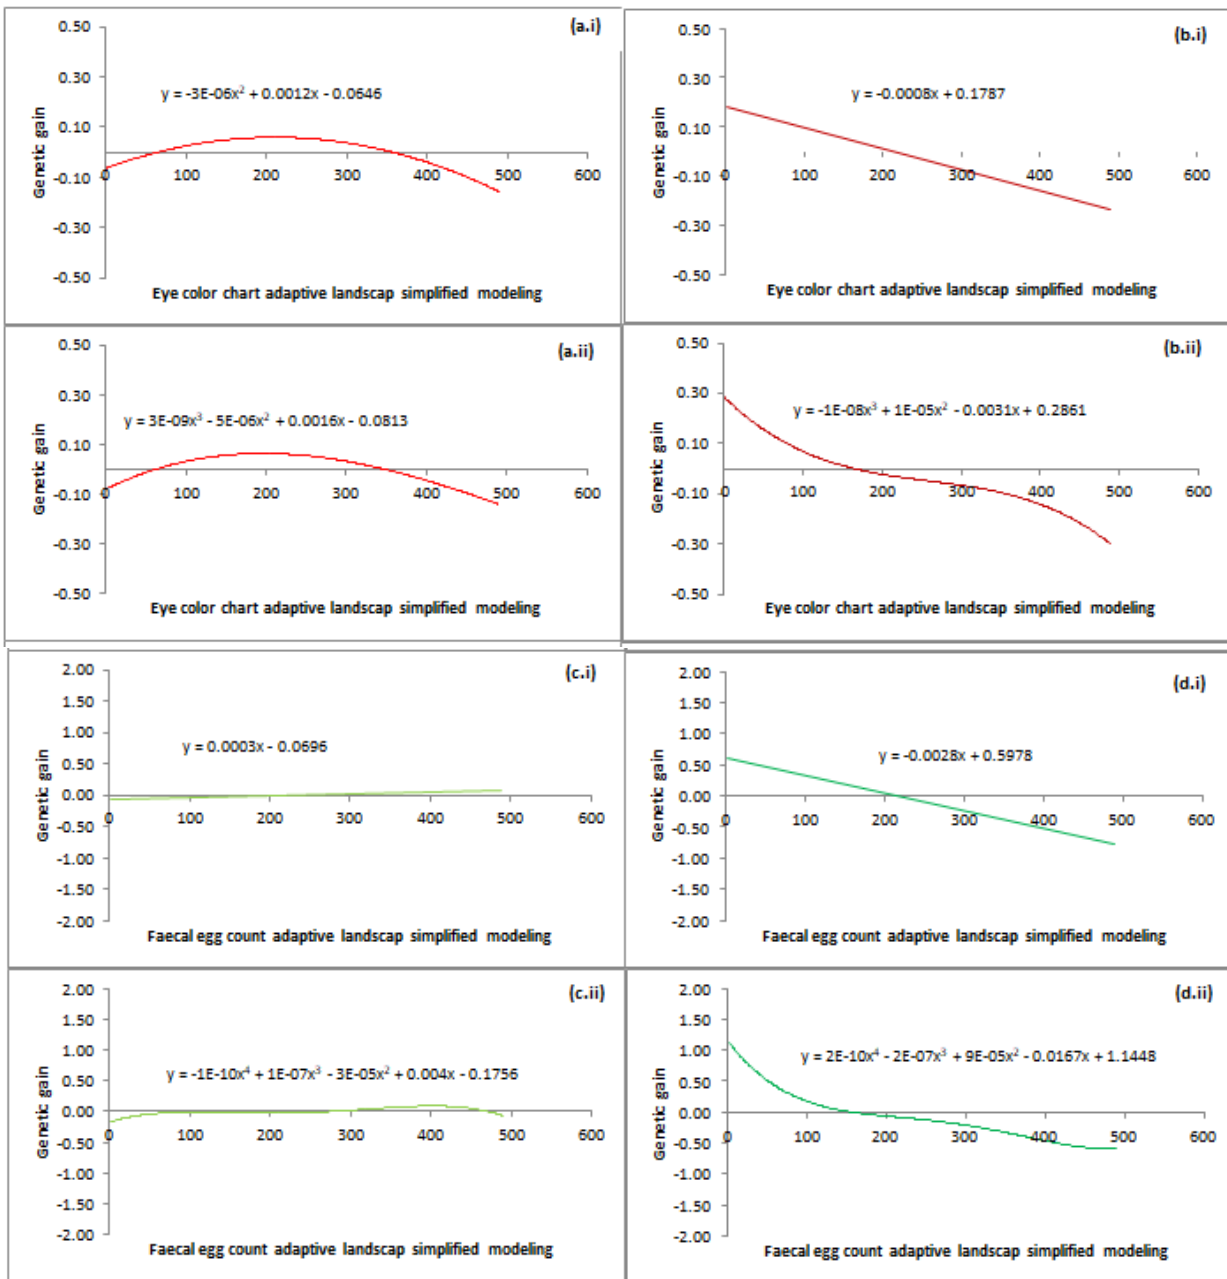 (a.i)
0.50
0.30
0.10
-0.10
-0.30
-0.50
Genetic gain
y = -3E-06x² + 0.0012x - 0.0646
0 100 200 300 400 500 600
Eye color chart adaptive landscap simplified modeling
(b.i)
0.50
0.30
0.10
-0.10
-0.30
-0.50
Genetic gain
y = -0.0008x + 0.1787
0 100 200 300 400 500 600
Eye color chart adaptive landscap simplified modeling
(a.ii)
0.50
0.30
0.10
-0.10
-0.30
-0.50
Genetic gain
y = 3E-09x³ - 5E-06x² + 0.0016x - 0.0813
0 100 200 300 400 500 600
Eye color chart adaptive landscap simplified modeling
(b.ii)
0.50
0.30
0.10
-0.10
-0.30
-0.50
Genetic gain
y = -1E-08x³ + 1E-05x² - 0.0031x + 0.2861
0 100 200 300 400 500 600
Eye color chart adaptive landscap simplified modeling
(c.i)
2.00
1.50
1.00
0.50
0.00
-0.50
-1.00
-1.50
-2.00
Genetic gain
y = 0.0003x - 0.0696
0 100 200 300 400 500 600
Faecal egg count adaptive landscap simplified modeling
(d.i)
2.00
1.50
1.00
0.50
0.00
-0.50
-1.00
-1.50
-2.00
Genetic gain
y = -0.0028x + 0.5978
0 100 200 300 400 500 600
Faecal egg count adaptive landscap simplified modeling
(c.ii)
2.00
1.50
1.00
0.50
0.00
-0.50
-1.00
-1.50
-2.00
Genetic gain
y = -1E-10x⁴ + 1E-07x³ - 3E-05x² + 0.004x - 0.1756
0 100 200 300 400 500 600
Faecal egg count adaptive landscap simplified modeling
(d.ii)
2.00
1.50
1.00
0.50
0.00
-0.50
-1.00
-1.50
-2.00
Genetic gain
y = 2E-10x⁴ - 2E-07x³ + 9E-05x² - 0.0167x + 1.1448
0 100 200 300 400 500 600
Faecal egg count adaptive landscap simplified modeling